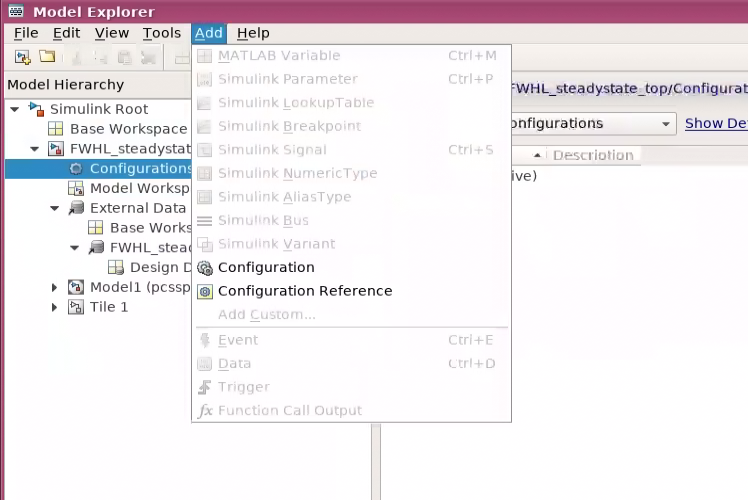 Model Explorer
File Edit View Tools Add Help
Model Hierarchy
Simulink Root
Base Workspace
FWHL_steadystat
Configurations
Model Worksp
External Data
Base Works
FWHL_stead
Design D
Model1 (pcssp
Tile 1
MATLAB Variable Ctrl+M
Simulink Parameter Ctrl+P
Simulink LookupTable
Simulink Breakpoint
Simulink Signal Ctrl+S
Simulink NumericType
Simulink AliasType
Simulink Bus
Simulink Variant
Configuration
Configuration Reference
Add Custom...
Event Ctrl+E
Data Ctrl+D
Trigger
fx Function Call Output
FWHL_steadystate_top/Configurat
onfigurations Show Det
Description
ive)